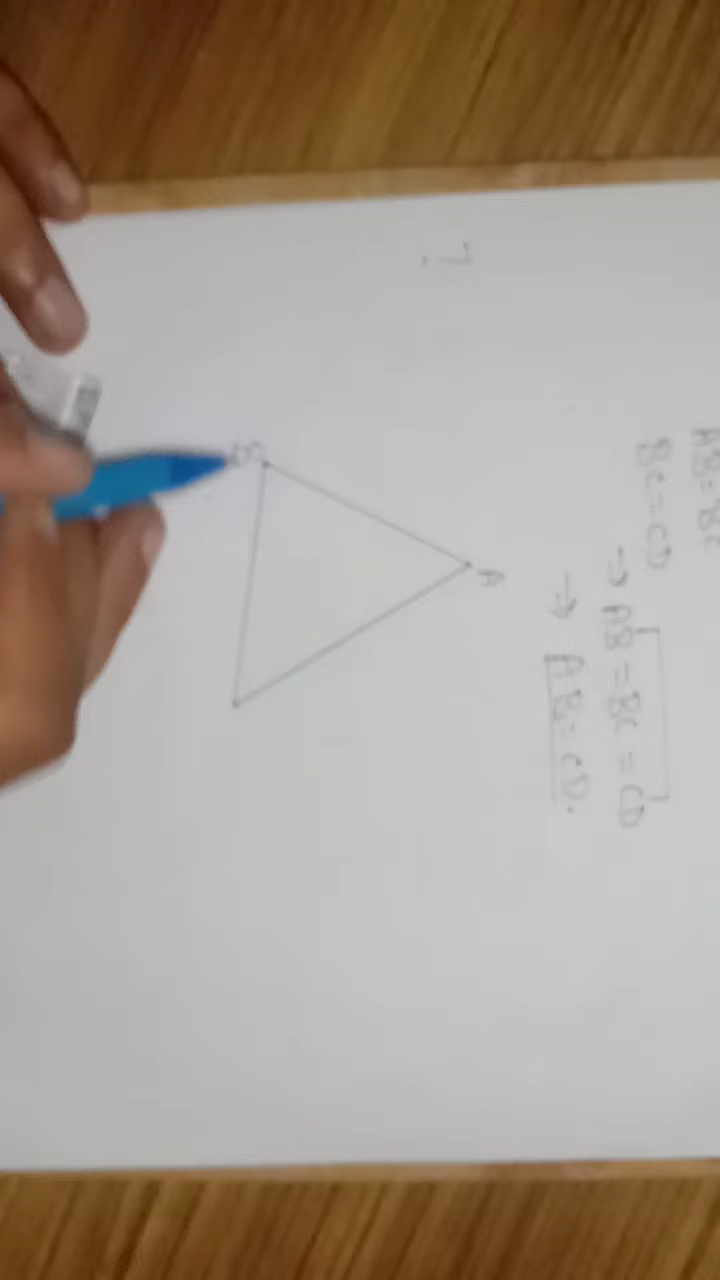 AB = BC
BC = CD
→ AB = BC = CD
→ AB = CD.
A
B
?